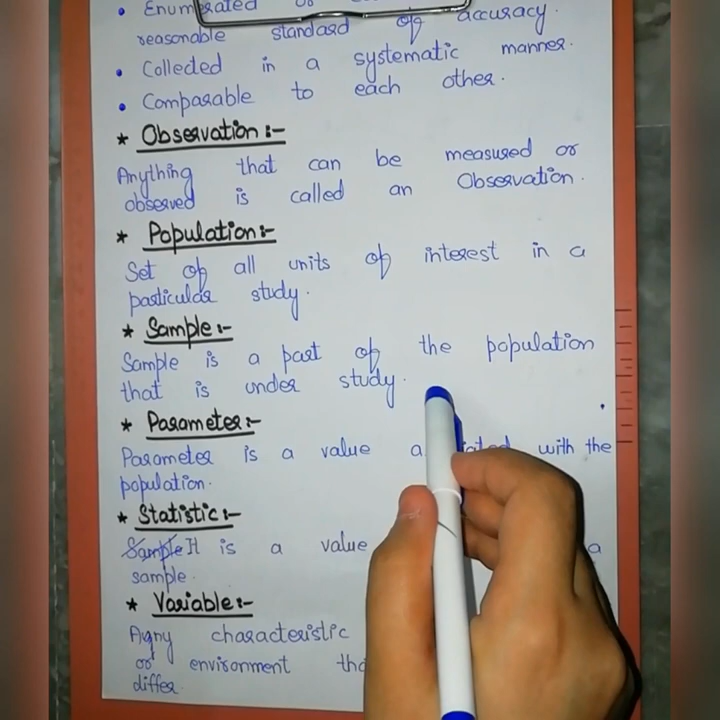 Enumerated of
reasonable standard of accuracy.
• Collected in a systematic manner.
• Comparable to each other.
* Observation:-
Anything that can be measured or
observed is called an Observation.
* Population:-
Set of all units of interest in a
particular study.
* Sample:-
Sample is a part of the population
that is under study.
* Parameter:-
Parameter is a value with the
population.
* Statistic:-
Sample It is a value a
sample.
* Variable:-
characteristic
or environment
differ.